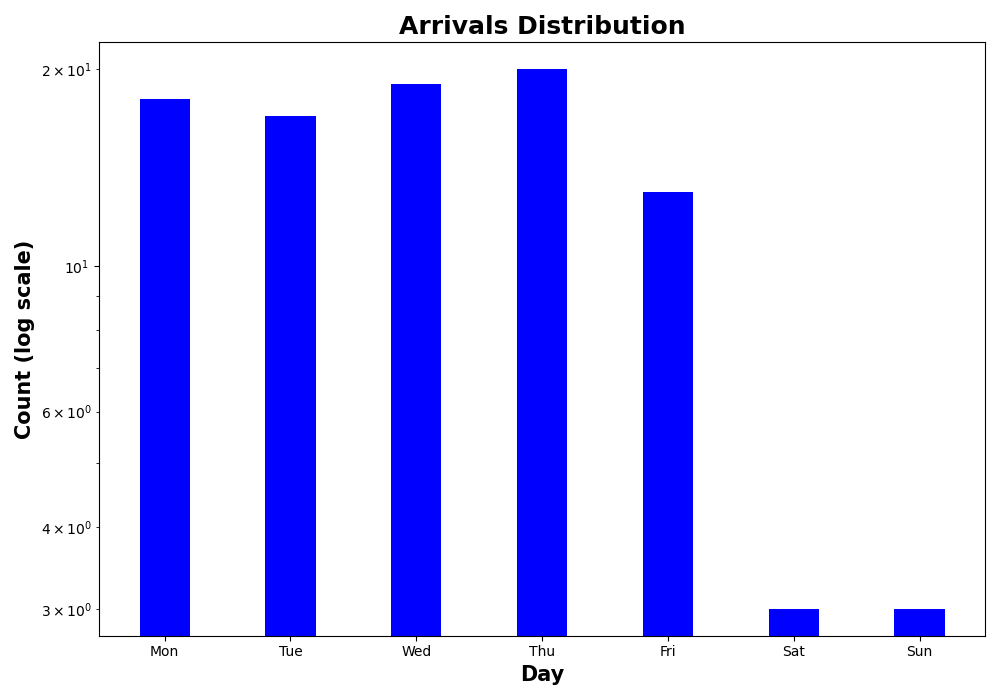 Arrivals Distribution
Count (log scale)
2 × 10¹
10¹
6 × 10⁰
4 × 10⁰
3 × 10⁰
Mon Tue Wed Thu Fri Sat Sun
Day